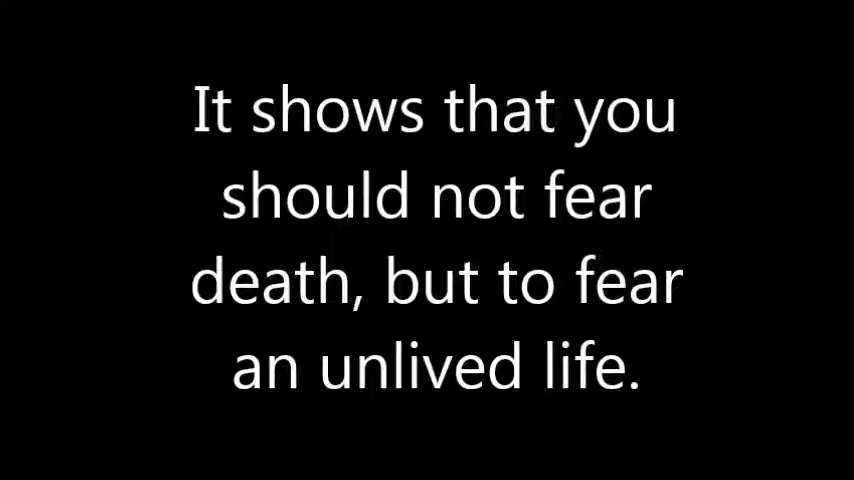 It shows that you
should not fear
death, but to fear
an unlived life.